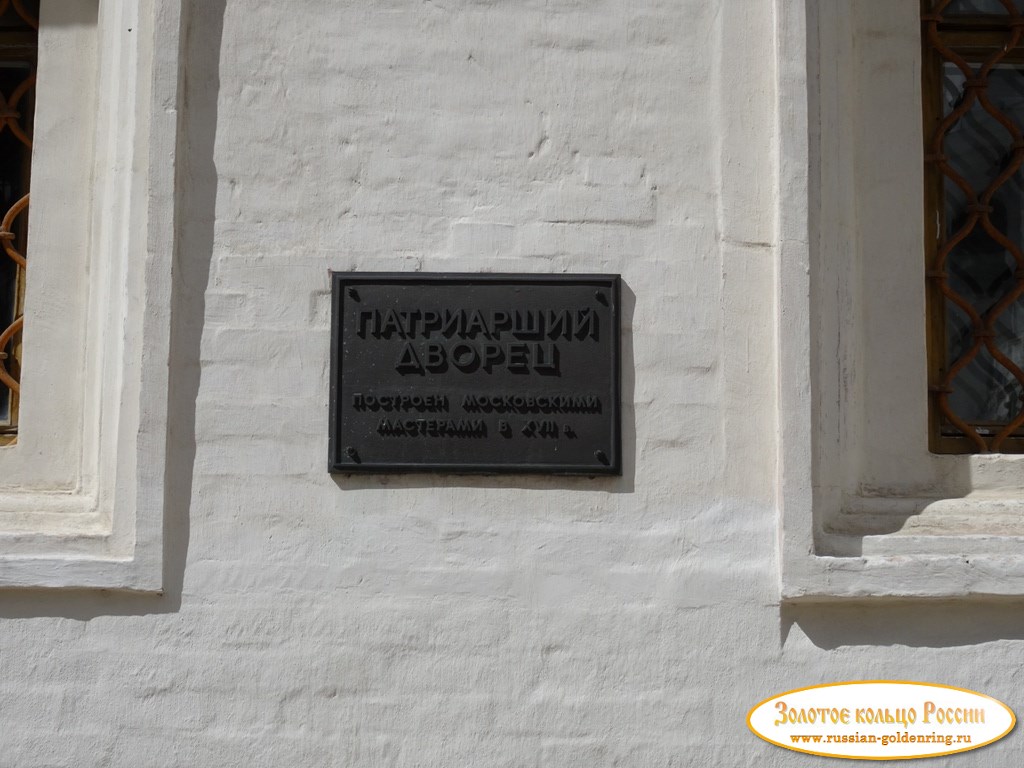 ПАТРИАРШИЙ
ДВОРЕЦ
ПОСТРОЕН МОСКОВСКИМИ
МАСТЕРАМИ В XVII в.
Золотое кольцо России
www.russian-goldenring.ru